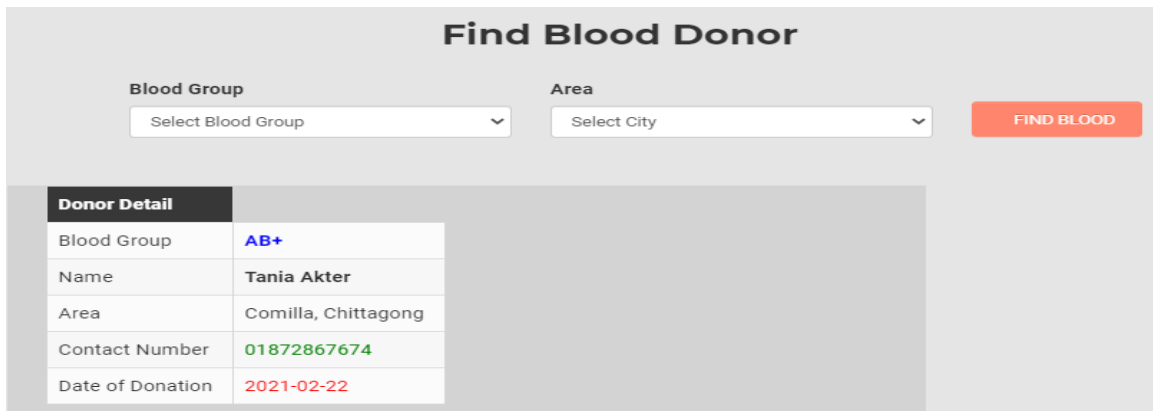 Find Blood Donor
Blood Group Area
Select Blood Group Select City FIND BLOOD
Donor Detail
Blood Group AB+
Name Tania Akter
Area Comilla, Chittagong
Contact Number 01872867674
Date of Donation 2021-02-22